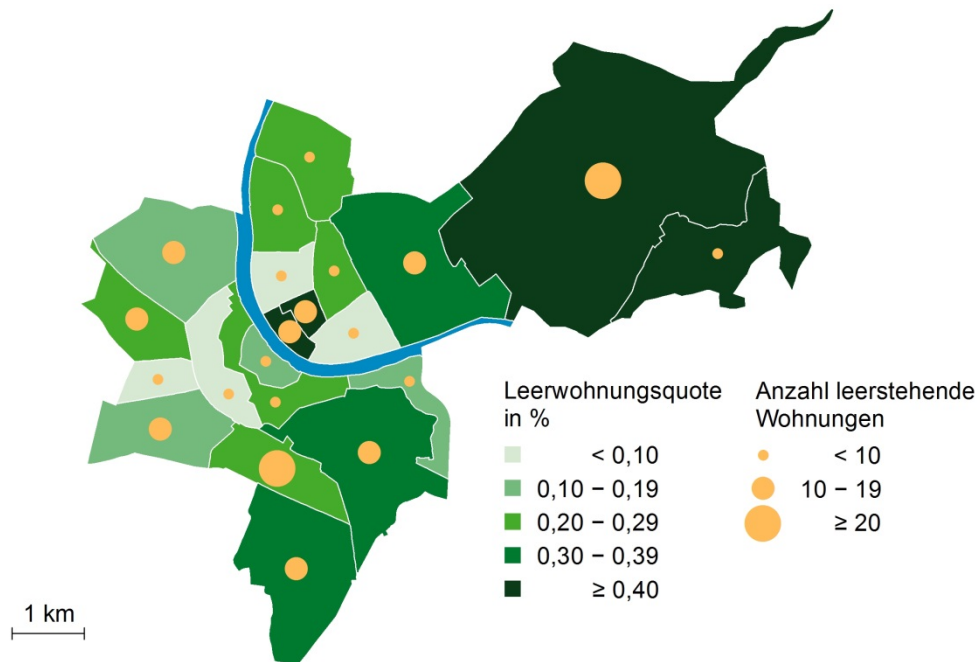 Leerwohnungsquote
in %
< 0,10
0,10 – 0,19
0,20 – 0,29
0,30 – 0,39
≥ 0,40
Anzahl leerstehende
Wohnungen
< 10
10 – 19
≥ 20
1 km